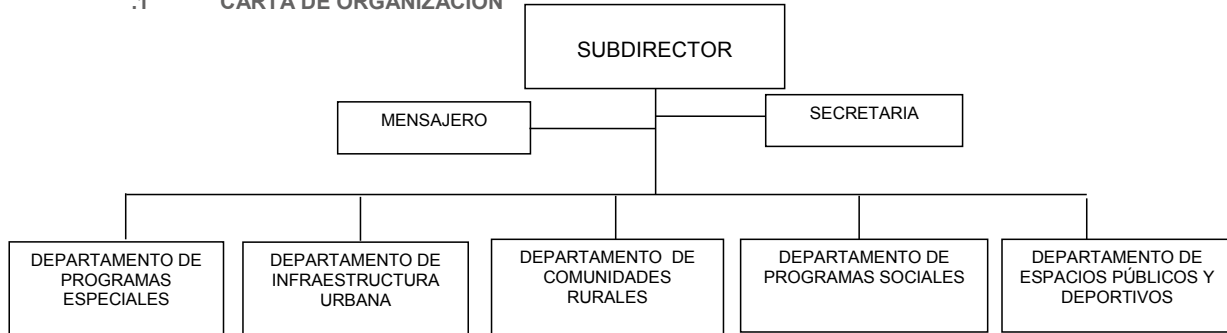 .1 CARTA DE ORGANIZACIÓN
SUBDIRECTOR
MENSAJERO
SECRETARIA
DEPARTAMENTO DE
PROGRAMAS
ESPECIALES
DEPARTAMENTO DE
INFRAESTRUCTURA
URBANA
DEPARTAMENTO DE
COMUNIDADES
RURALES
DEPARTAMENTO DE
PROGRAMAS SOCIALES
DEPARTAMENTO DE
ESPACIOS PÚBLICOS Y
DEPORTIVOS